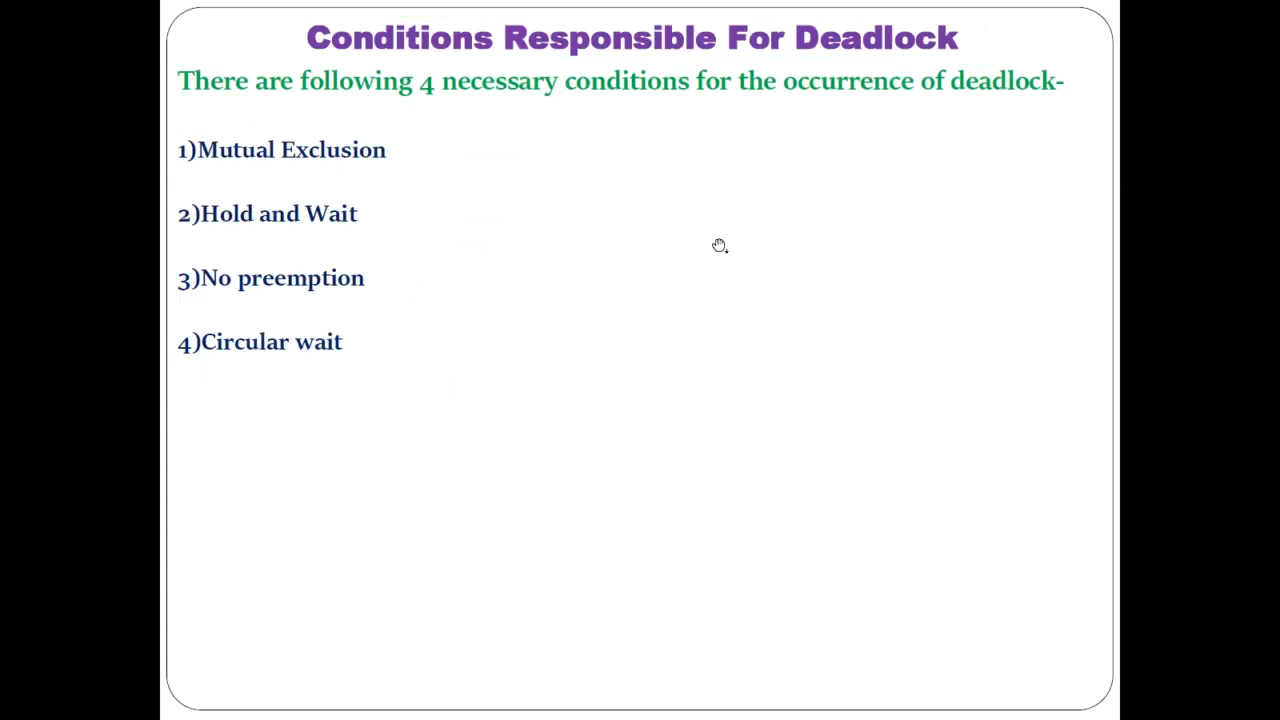 Conditions Responsible For Deadlock
There are following 4 necessary conditions for the occurrence of deadlock-
1)Mutual Exclusion
2)Hold and Wait
3)No preemption
4)Circular wait